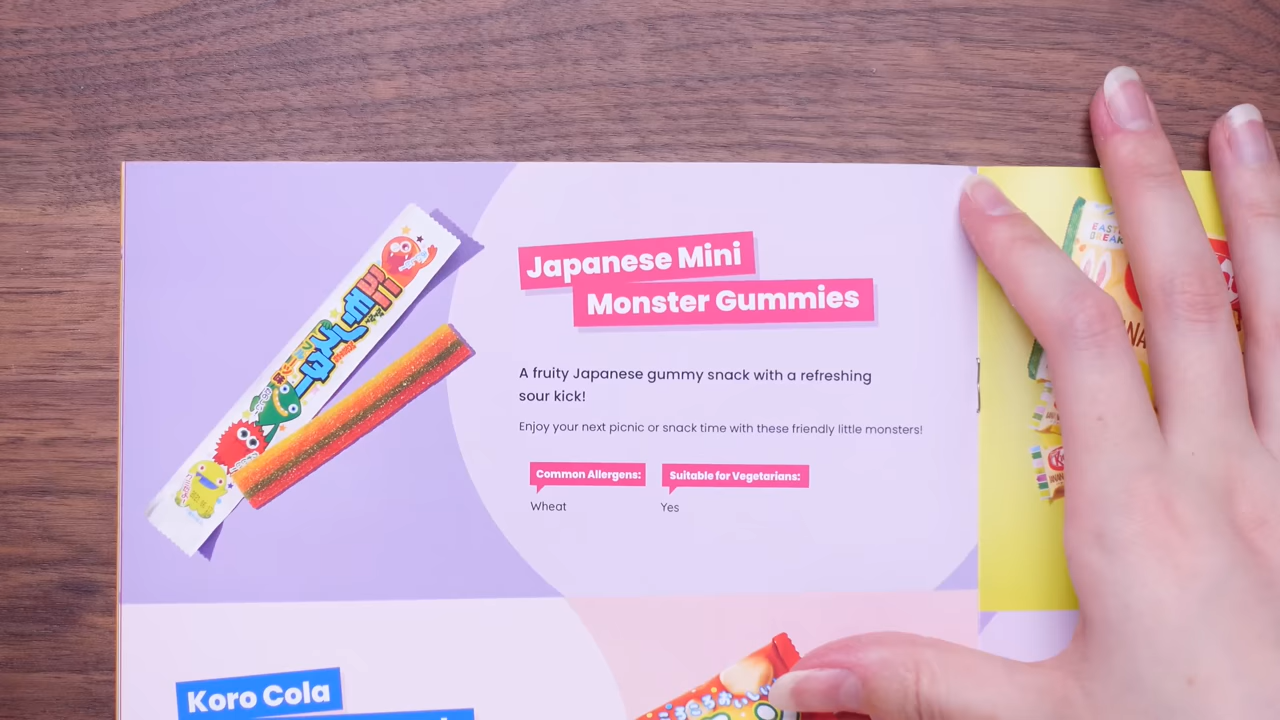 Japanese Mini
Monster Gummies
A fruity Japanese gummy snack with a refreshing
sour kick!
Enjoy your next picnic or snack time with these friendly little monsters!
Common Allergens:
Suitable for Vegetarians:
Wheat
Yes
Koro Cola